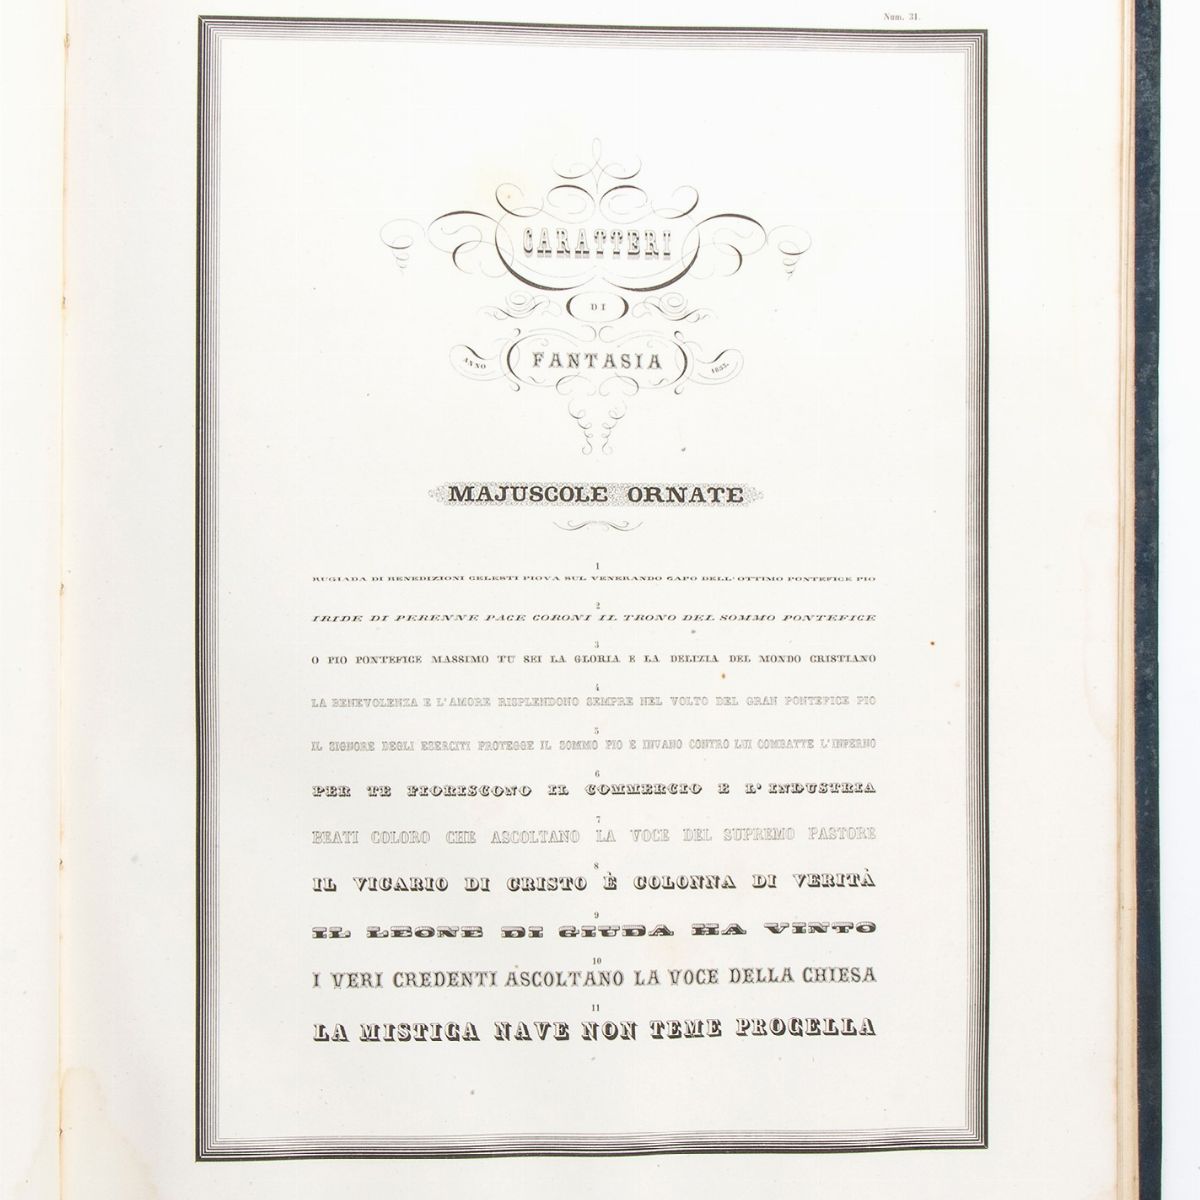 Num. 31.
CARATTERI
DI
FANTASIA
ANNO 1853.
MAJUSCOLE ORNATE
1
RUGIADA DI BENEDIZIONI CELESTI PIOVA SUL VENERANDO CAPO DELL'OTTIMO PONTEFICE PIO
2
IRIDE DI PERENNE PACE CORONI IL TRONO DEL SOMMO PONTEFICE
3
O PIO PONTEFICE MASSIMO TU SEI LA GLORIA E LA DELIZIA DEL MONDO CRISTIANO
4
LA BENEVOLENZA E L'AMORE RISPLENDONO SEMPRE NEL VOLTO DEL GRAN PONTEFICE PIO
5
IL SIGNORE DEGLI ESERCITI PROTEGGE IL SOMMO PIO E INVANO CONTRO LUI COMBATTE L'INFERNO
6
PER TE FIORISCONO IL COMMERCIO E L'INDUSTRIA
7
BEATI COLORO CHE ASCOLTANO LA VOCE DEL SUPREMO PASTORE
8
IL VICARIO DI CRISTO È COLONNA DI VERITÀ
9
IL LEONE DI GIUDA HA VINTO
10
I VERI CREDENTI ASCOLTANO LA VOCE DELLA CHIESA
11
LA MISTICA NAVE NON TEME PROCELLA